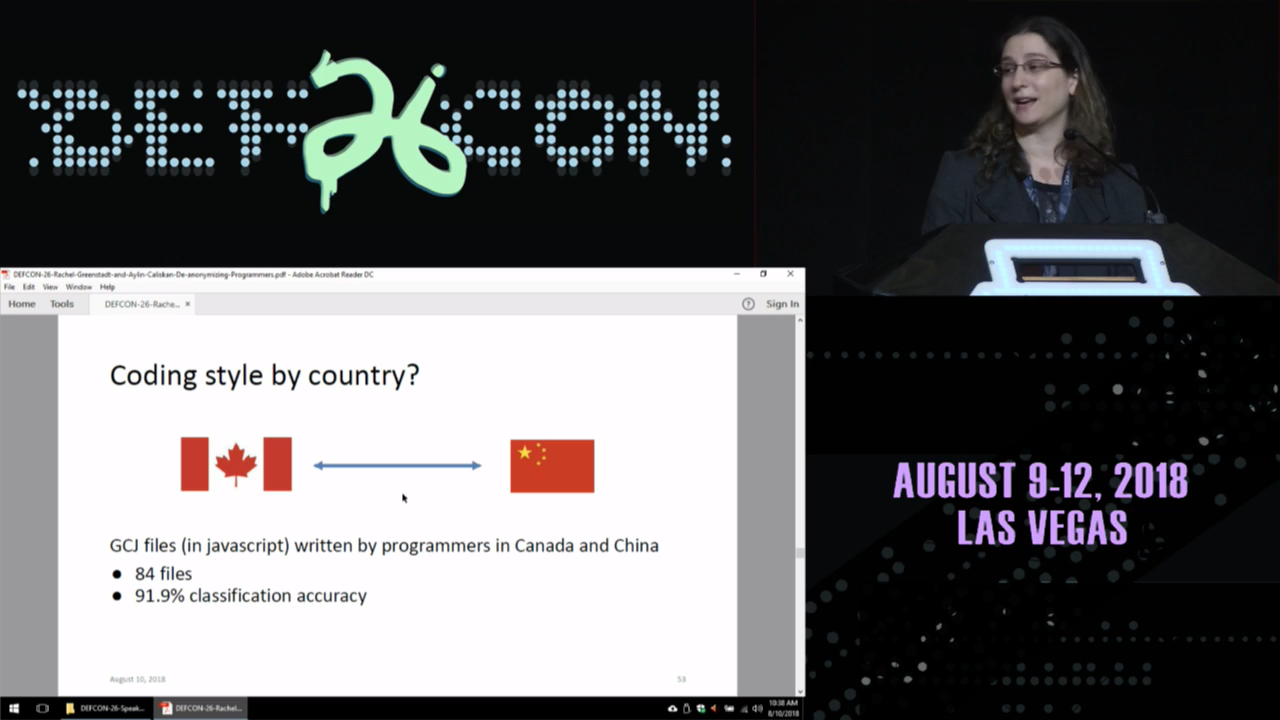 DEF 26 CON
DEFCON-26-Rachel-Greenstadt-and-Aylin-Caliskan-De-anonymizing-Programmers.pdf - Adobe Acrobat Reader DC
File Edit View Window Help
Home Tools DEFCON-26-Rache... × ? Sign In
Coding style by country?
GCJ files (in javascript) written by programmers in Canada and China
● 84 files
● 91.9% classification accuracy
August 10, 2018 53
DEFCON-26-Speak... DEFCON-26-Rachel... 10:38 AM
8/10/2018
AUGUST 9-12, 2018
LAS VEGAS